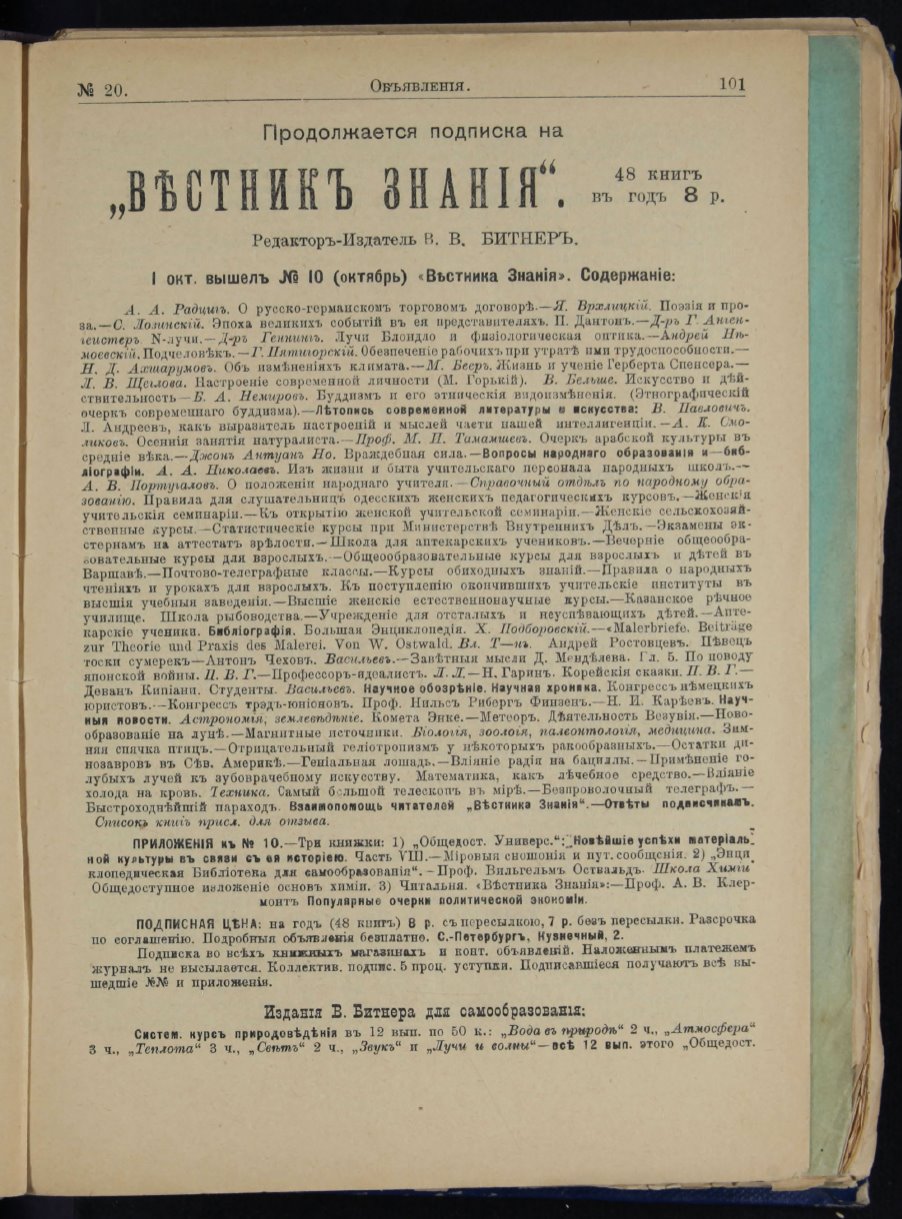 № 20.
Объявленія.
101
Продолжается подписка на
„ВѢСТНИКЪ ЗНАНІЯ“.
48 книгъ
въ годъ 8 р.
Редакторъ-Издатель В. В. БИТНЕРЪ.
1 окт. вышелъ № 10 (октябрь) «Вѣстника Знанія». Содержаніе:
А. А. Радцигъ. О русско-германскомъ торговомъ договорѣ.—Я. Врхлицкій. Поэзія и про-
за.—С. Лозинскій. Эпоха великихъ событій въ ея представителяхъ. II. Дантонъ.—Д-ръ Г. Анген-
гейстеръ N-лучи.—Д-ръ Геннингъ. Лучи Блондло и физіологическая оптика.—Андрей Нѣ-
моевскій. Подчеловѣкъ.—Г. Пятигорскій. Обезпеченіе рабочихъ при утратѣ ими трудоспособности.—
Н. Д. Ахшарумовъ. Объ измѣненіяхъ климата.—М. Беэръ. Жизнь и ученіе Герберта Спенсера.—
Л. В. Щеглова. Настроеніе современной личности (М. Горькій). В. Бельше. Искусство и дѣй-
ствительность—Б. А. Немировъ. Буддизмъ и его этническія видоизмѣненія. (Этнографическій
очеркъ современнаго буддизма).—Лѣтопись современной литературы и искусства: В. Павловичъ.
Л. Андреевъ, какъ выразитель настроеній и мыслей части нашей интеллигенціи.—А. К. Смо-
ликовъ. Осеннія занятія натуралиста.—Проф. М. П. Тамамшевъ. Очеркъ арабской культуры въ
средніе вѣка.—Джонъ Антуанъ Но. Враждебная сила.—Вопросы народнаго образованія и биб-
ліографіи. А. А. Николаевъ. Изъ жизни и быта учительскаго персонала народныхъ школъ.—
А. В. Португаловъ. О положеніи народнаго учителя.—Справочный отдѣлъ по народному обра-
зованію. Правила для слушательницъ одесскихъ женскихъ педагогическихъ курсовъ.—Женскія
учительскія семинаріи.—Къ открытію женской учительской семинаріи.—Женскіе сельскохозяй-
ственные курсы.—Статистическіе курсы при Министерствѣ Внутреннихъ Дѣлъ.—Экзамены эк-
стернамъ на аттестатъ зрѣлости.—Школа для аптекарскихъ учениковъ.—Вечерніе общеобра-
зовательные курсы для взрослыхъ.—Общеообразовательные курсы для взрослыхъ и дѣтей въ
Варшавѣ.—Почтово-телеграфные классы.—Курсы обиходныхъ знаній.—Правила о народныхъ
чтеніяхъ и урокахъ для взрослыхъ. Къ поступленію окончившихъ учительскіе институты въ
высшія учебныя заведенія.—Высшіе женскіе естественнонаучные курсы.—Казанское рѣчное
училище. Школа рыбоводства.—Учрежденіе для отсталыхъ и неуспѣвающихъ дѣтей.—Апте-
карскіе ученики. Библіографія. Большая Энциклопедія. Х. Подборовскій.—«Malerbriefe. Beiträge
zur Theorie und Praxis des Malerei. Von W. Ostwald. Вл. Т—нъ. Андрей Ростовцевъ. Пѣвецъ
тоски сумерекъ—Антонъ Чеховъ. Васильевъ.—Завѣтныя мысли Д. Мендѣлева. Гл. 5. По поводу
японской войны. П. В. Г.—Профессоръ-идеалистъ. Л. Л.—Н. Гаринъ. Корейскія сказки. П. В. Г.—
Дованъ Кипіани. Студенты. Васильевъ. Научное обозрѣніе. Научная хроника. Конгрессъ нѣмецкихъ
юристовъ.—Конгрессъ трэдъ-юніоновъ. Проф. Нильсъ Рибергъ Финзенъ.—Н. И. Карѣевъ. Науч-
ныя новости. Астрономія, землевѣдѣніе. Комета Энке.—Метеоръ. Дѣятельность Везувія.—Ново-
образованіе на лунѣ.—Магнитные источники. Біологія, зоологія, палеонтологія, медицина. Зим-
няя спячка птицъ.—Отрицательный геліотропизмъ у нѣкоторыхъ ракообразныхъ.—Остатки ди-
нозавровъ въ Сѣв. Америкѣ.—Геніальная лошадь.—Вліяніе радія на бациллы.—Примѣненіе го-
лубыхъ лучей къ зубоврачебному искусству. Математика, какъ лѣчебное средство.—Вліяніе
холода на кровь. Техника. Самый большой телескопъ въ мірѣ.—Безпроволочный телеграфъ.—
Быстроходнѣйшій пароходъ. Взаимопомощь читателей „Вѣстника Знанія“.—Отвѣты подписчикамъ.
Списокъ книгъ присл. для отзыва.
ПРИЛОЖЕНІЯ къ № 10.—Три книжки: 1) „Общедост. Универс.“: Новѣйшіе успѣхи матеріаль-
ной культуры въ связи съ ея исторіею. Часть VIII.—Міровыя сношенія и пут. сообщенія. 2) „Энци
клопедическая Библіотека для самообразованія“.—Проф. Вильгельмъ Оствальдъ. Школа Химіи
Общедоступное изложеніе основъ химіи. 3) Читальня. «Вѣстника Знанія»:—Проф. А. В. Клер-
монтъ Популярные очерки политической экономіи.
ПОДПИСНАЯ ЦѢНА: на годъ (48 книгъ) 8 р. съ пересылкою, 7 р. безъ пересылки. Разсрочка
по соглашенію. Подробныя объявленія безплатно. С.-Петербургъ, Кузнечный, 2.
Подписка во всѣхъ книжныхъ магазинахъ и конт. объявленій. Наложеннымъ платежемъ
журналъ не высылается. Коллектив. подпис. 5 проц. уступки. Подписавшіеся получаютъ всѣ вы-
шедшіе №№ и приложенія.
Изданія В. Битнера для самообразованія:
Систем. курсъ природовѣдѣнія въ 12 вып. по 50 к.: „Вода въ природѣ“ 2 ч., „Атмосфера“
3 ч., „Теплота“ 3 ч., „Свѣтъ“ 2 ч., „Звукъ“ и „Лучи и волны“—всѣ 12 вып. этого „Общедост.